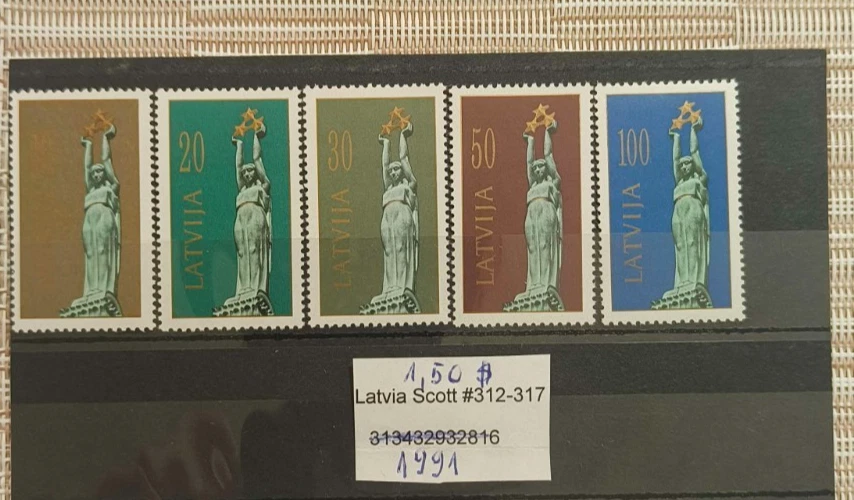 20
LATVIJA
30
LATVIJA
50
LATVIJA
100
LATVIJA
1,50 $
Latvia Scott #312-317
313432932816
1991